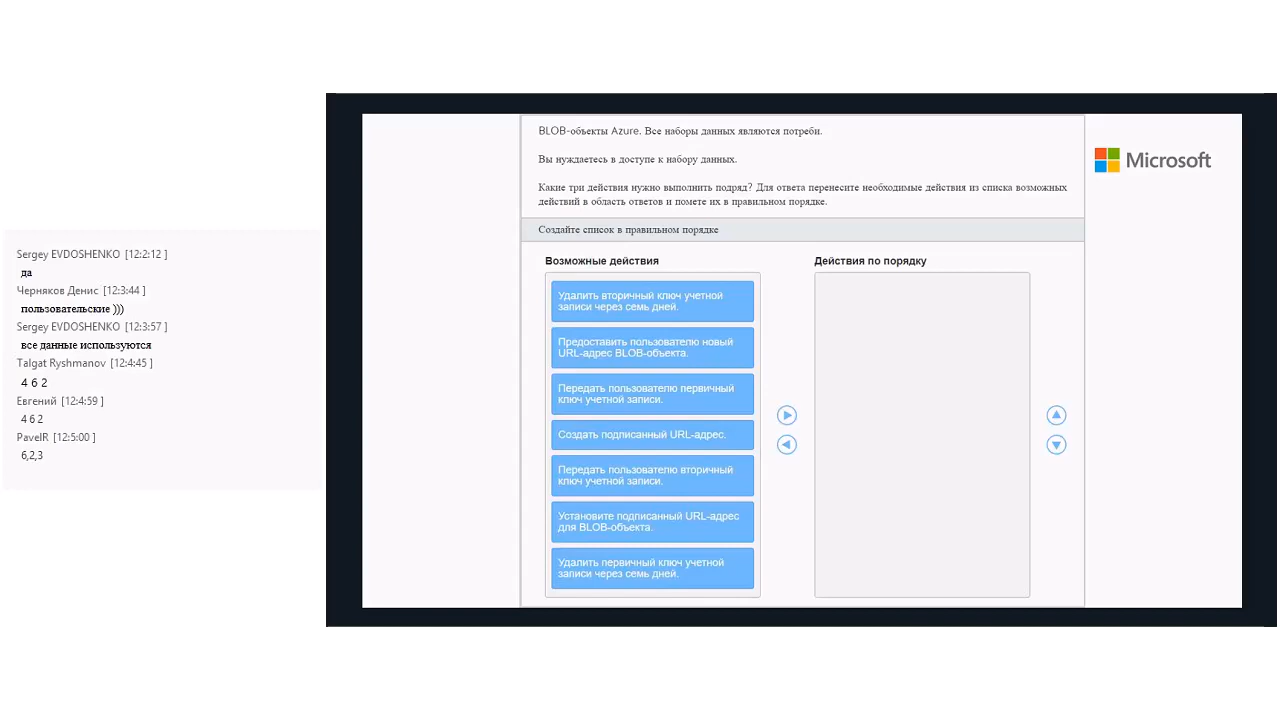 Sergey EVDOSHENKO [12:2:12 ]
да
Черняков Денис [12:3:44 ]
пользовательские )))
Sergey EVDOSHENKO [12:3:57 ]
все данные используются
Talgat Ryshmanov [12:4:45 ]
4 6 2
Евгений [12:4:59 ]
4 6 2
PavelR [12:5:00 ]
6,2,3
BLOB-объекты Azure. Все наборы данных являются потреби.
Вы нуждаетесь в доступе к набору данных.
Какие три действия нужно выполнить подряд? Для ответа перенесите необходимые действия из списка возможных
действий в область ответов и помете их в правильном порядке.
Создайте список в правильном порядке
Возможные действия
Удалить вторичный ключ учетной
записи через семь дней.
Предоставить пользователю новый
URL-адрес BLOB-объекта.
Передать пользователю первичный
ключ учетной записи.
Создать подписанный URL-адрес.
Передать пользователю вторичный
ключ учетной записи.
Установите подписанный URL-адрес
для BLOB-объекта.
Удалить первичный ключ учетной
записи через семь дней.
Действия по порядку
Microsoft